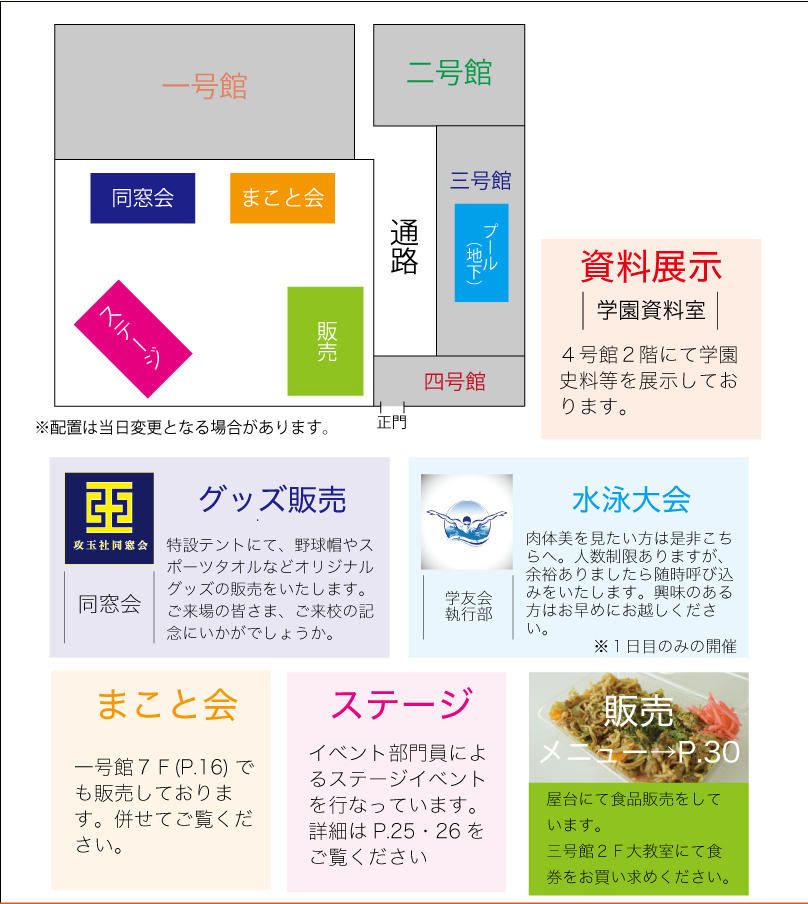 一号館
二号館
同窓会
まこと会
三号館
プール
(地下)
通路
ステージ
販売
四号館
正門
※配置は当日変更となる場合があります。
資料展示
学園資料室
４号館２階にて学園
史料等を展示してお
ります。
攻玉社同窓会
同窓会
グッズ販売
特設テントにて、野球帽やス
ポーツタオルなどオリジナル
グッズの販売をいたします。
ご来場の皆さま、ご来校の記
念にいかがでしょうか。
学友会
執行部
水泳大会
肉体美を見たい方は是非こち
らへ。人数制限ありますが、
余裕ありましたら随時呼び込
みをいたします。興味のある
方はお早めにお越しくださ
い。
※１日目のみの開催
まこと会
一号館７Ｆ(P.16) で
も販売しておりま
す。併せてご覧くだ
さい。
ステージ
イベント部門員によ
るステージイベント
を行なっています。
詳細は P.25・26 を
ご覧ください
販売
メニュー→P.30
屋台にて食品販売をして
います。
三号館２Ｆ大教室にて食
券をお買い求めください。